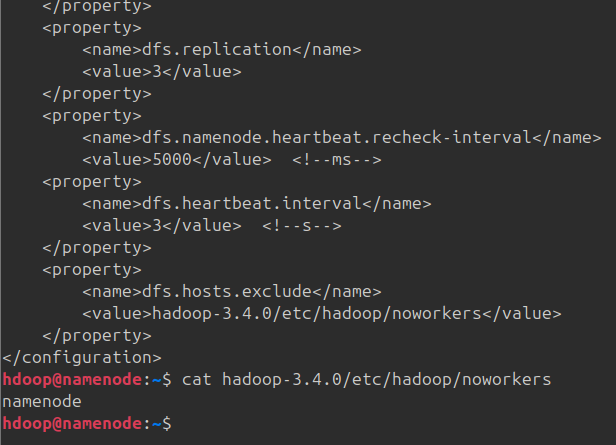 </property>
    <property>
        <name>dfs.replication</name>
        <value>3</value>
    </property>
    <property>
        <name>dfs.namenode.heartbeat.recheck-interval</name>
        <value>5000</value>  <!--ms-->
    <property>
        <name>dfs.heartbeat.interval</name>
        <value>3</value>  <!--s-->
    </property>
    <property>
        <name>dfs.hosts.exclude</name>
        <value>hadoop-3.4.0/etc/hadoop/noworkers</value>
    </property>
</configuration>
hdoop@namenode:~$ cat hadoop-3.4.0/etc/hadoop/noworkers
namenode
hdoop@namenode:~$